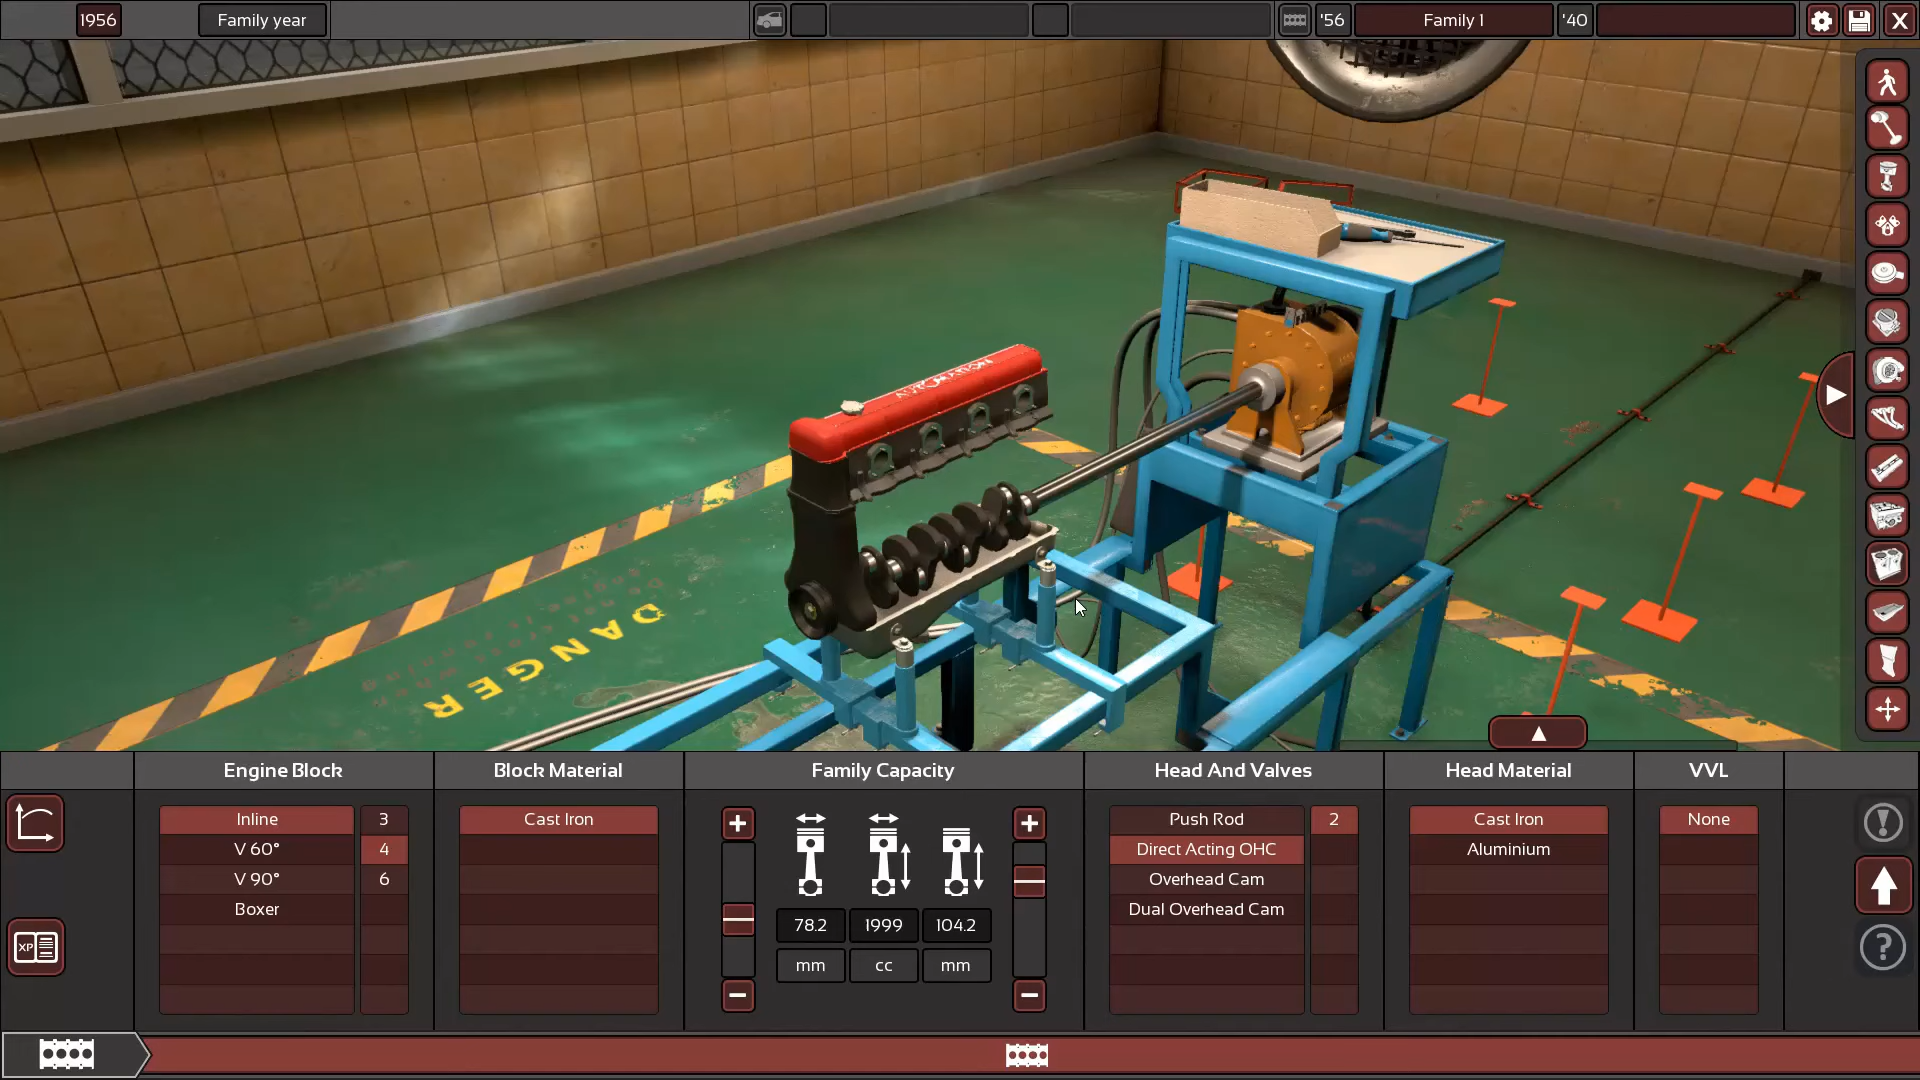 1956 Family year '56 Family 1 '40 X
AUTOMATION
DANGER
Engine Block Block Material Family Capacity Head And Valves Head Material VVL
Inline 3 Cast Iron Push Rod 2 Cast Iron None
V 60° 4 Direct Acting OHC Aluminium
V 90° 6 Overhead Cam
Boxer Dual Overhead Cam
78.2 1999 104.2
XP
mm cc mm